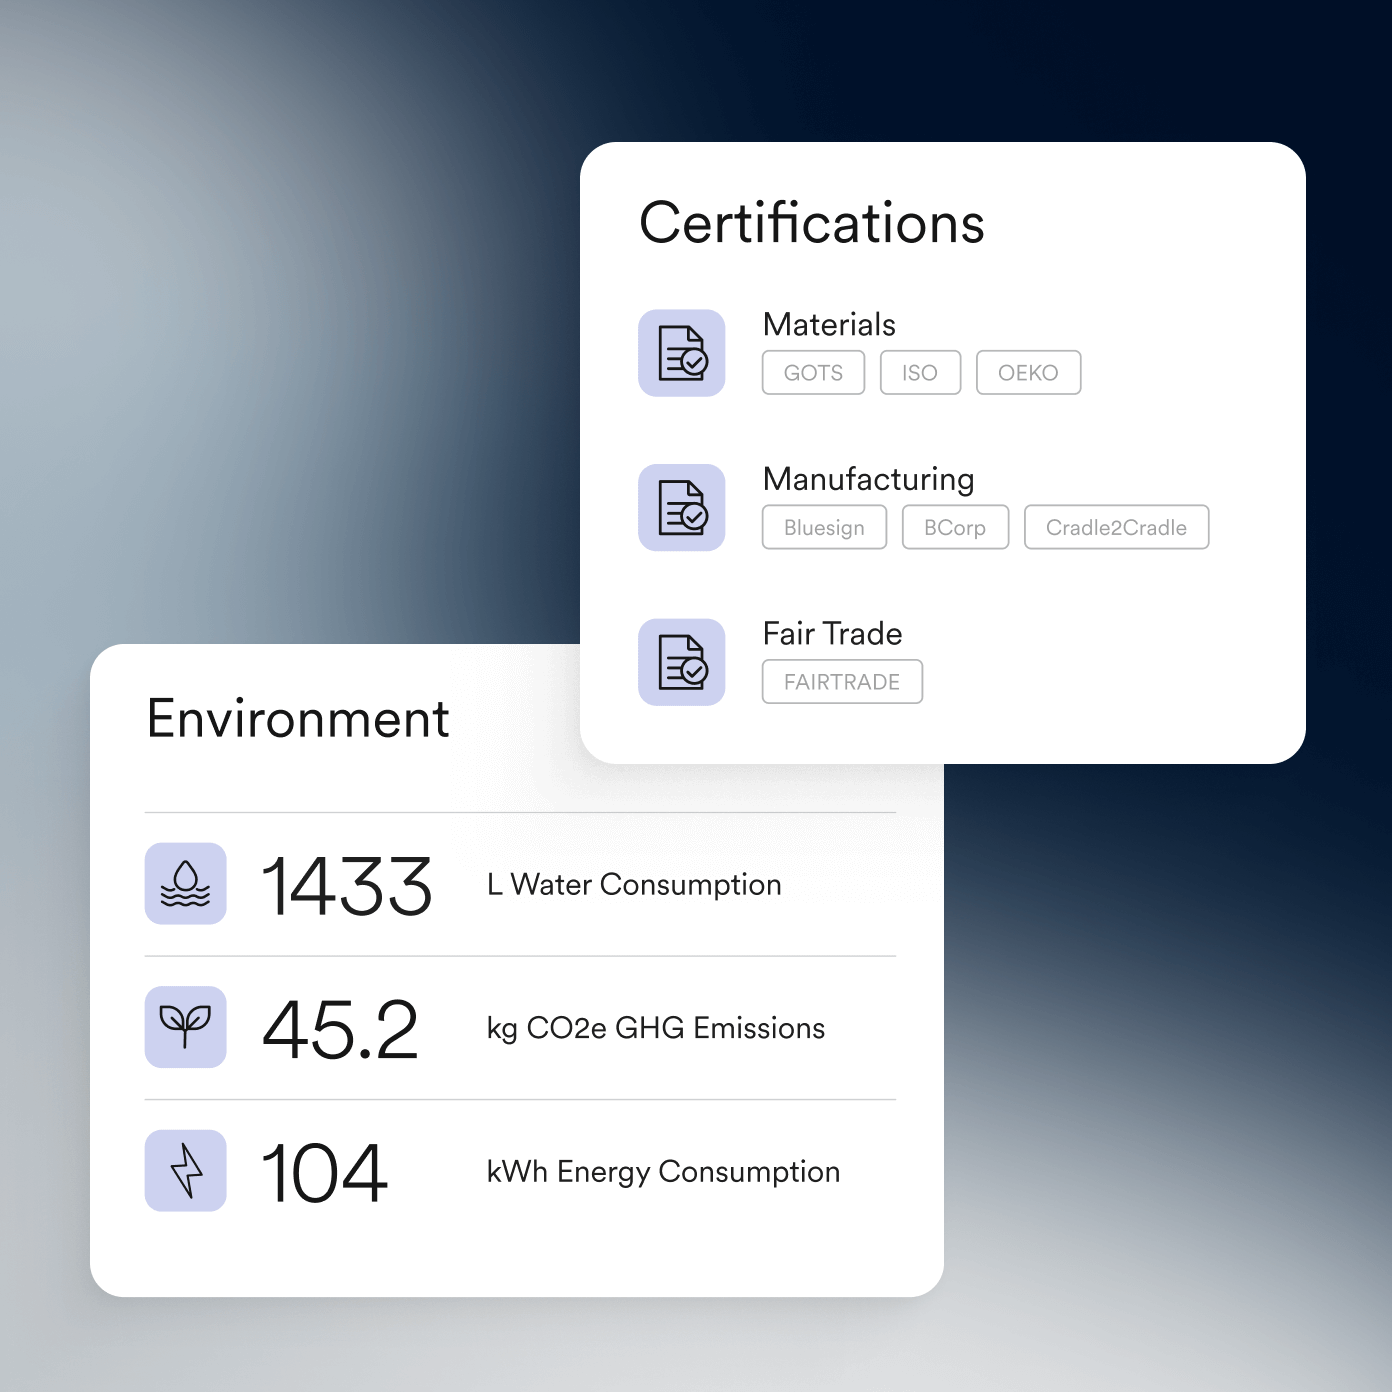 Certifications
Materials
GOTS ISO OEKO
Manufacturing
Bluesign BCorp Cradle2Cradle
Fair Trade
FAIRTRADE
Environment
1433 L Water Consumption
45.2 kg CO2e GHG Emissions
104 kWh Energy Consumption